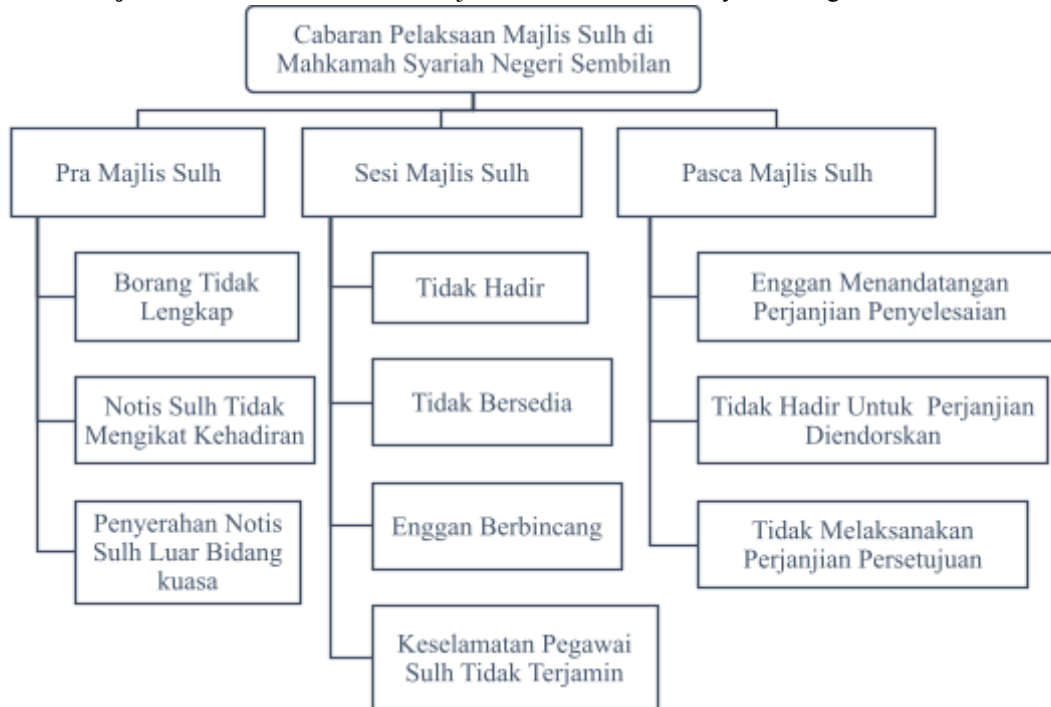 Cabaran Pelaksaan Majlis Sulh di
Mahkamah Syariah Negeri Sembilan
Pra Majlis Sulh
Borang Tidak
Lengkap
Notis Sulh Tidak
Mengikat Kehadiran
Penyerahan Notis
Sulh Luar Bidang
kuasa
Sesi Majlis Sulh
Tidak Hadir
Tidak Bersedia
Enggan Berbincang
Keselamatan Pegawai
Sulh Tidak Terjamin
Pasca Majlis Sulh
Enggan Menandatangan
Perjanjian Penyelesaian
Tidak Hadir Untuk Perjanjian
Diendorskan
Tidak Melaksanakan
Perjanjian Persetujuan